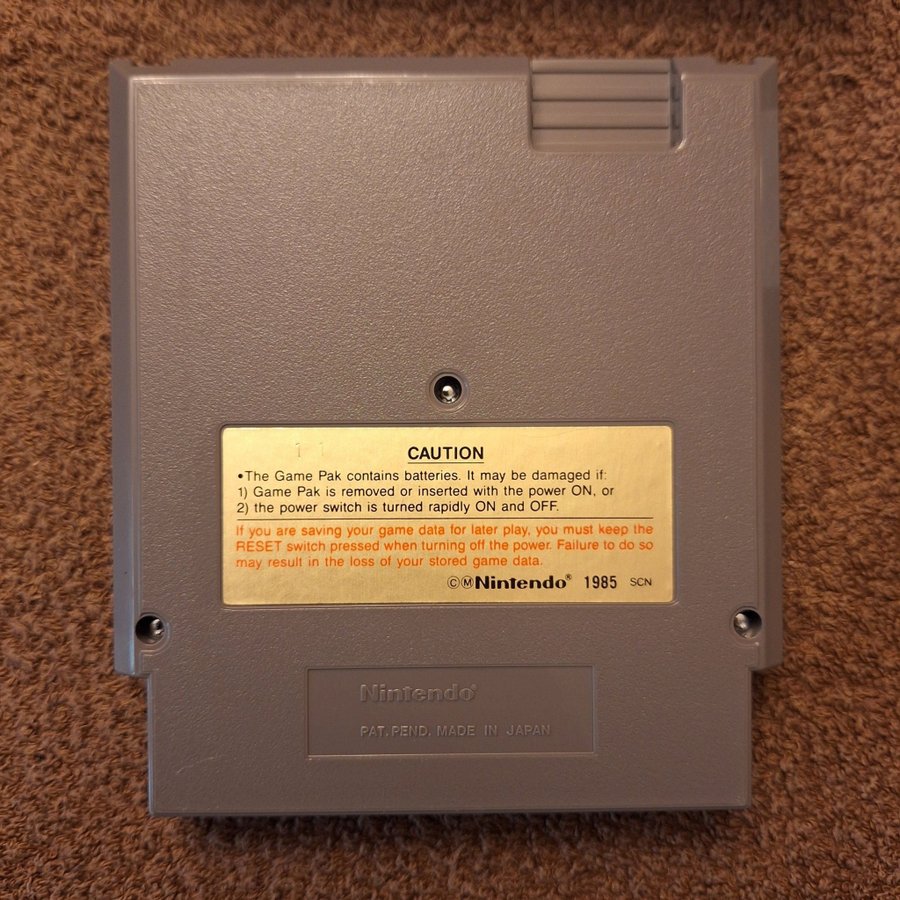 11
CAUTION
•The Game Pak contains batteries. It may be damaged if:
1) Game Pak is removed or inserted with the power ON, or
2) the power switch is turned rapidly ON and OFF.
If you are saving your game data for later play, you must keep the
RESET switch pressed when turning off the power. Failure to do so
may result in the loss of your stored game data.
©ⓂNintendo® 1985 SCN
Nintendo®
PAT. PEND. MADE IN JAPAN